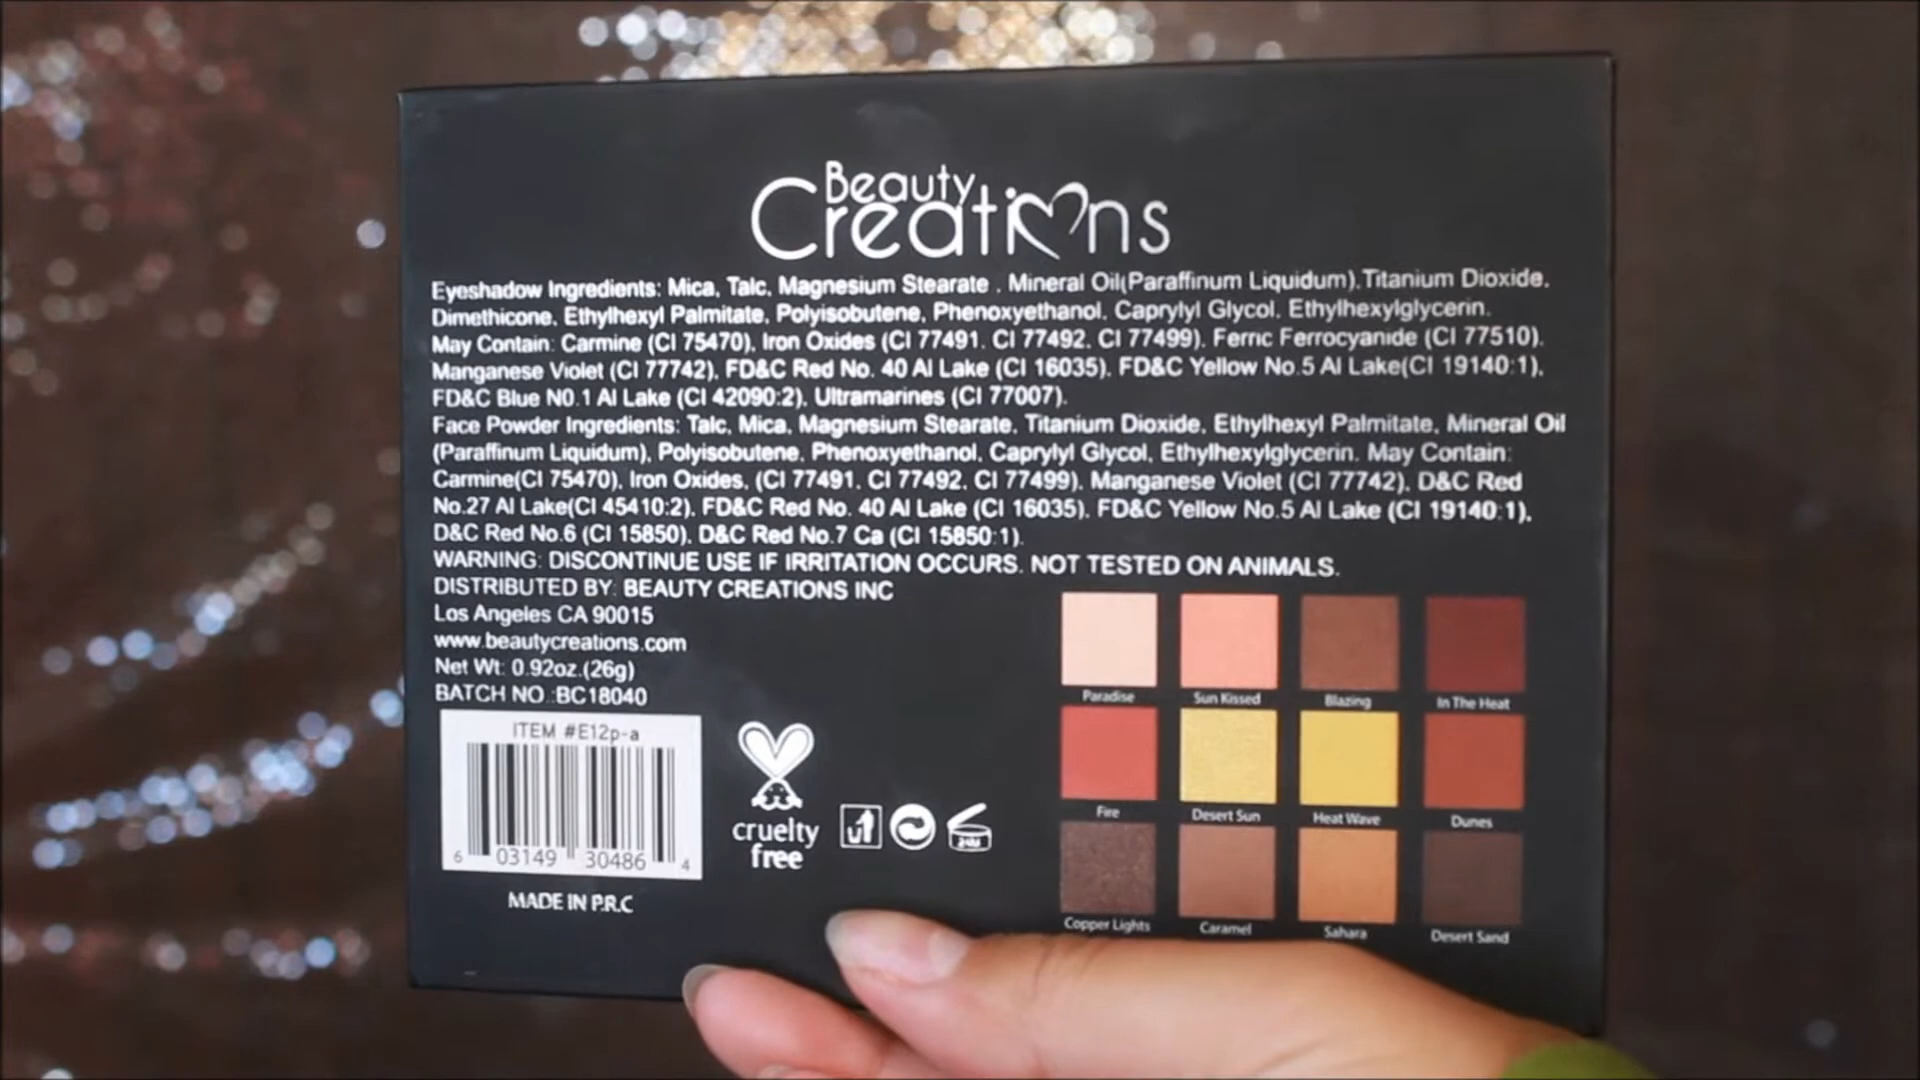 Beauty
Creations
Eyeshadow Ingredients: Mica, Talc, Magnesium Stearate , Mineral Oil(Paraffinum Liquidum),Titanium Dioxide,
Dimethicone, Ethylhexyl Palmitate, Polyisobutene, Phenoxyethanol, Caprylyl Glycol, Ethylhexylglycerin.
May Contain: Carmine (CI 75470), Iron Oxides (CI 77491, CI 77492, CI 77499), Ferric Ferrocyanide (CI 77510),
Manganese Violet (CI 77742), FD&C Red No. 40 Al Lake (CI 16035), FD&C Yellow No.5 Al Lake(CI 19140:1),
FD&C Blue N0.1 Al Lake (CI 42090:2), Ultramarines (CI 77007).
Face Powder Ingredients: Talc, Mica, Magnesium Stearate, Titanium Dioxide, Ethylhexyl Palmitate, Mineral Oil
(Paraffinum Liquidum), Polyisobutene, Phenoxyethanol, Caprylyl Glycol, Ethylhexylglycerin. May Contain:
Carmine(CI 75470), Iron Oxides, (CI 77491, CI 77492, CI 77499), Manganese Violet (CI 77742), D&C Red
No.27 Al Lake(CI 45410:2), FD&C Red No. 40 Al Lake (CI 16035), FD&C Yellow No.5 Al Lake (CI 19140:1),
D&C Red No.6 (CI 15850), D&C Red No.7 Ca (CI 15850:1).
WARNING: DISCONTINUE USE IF IRRITATION OCCURS. NOT TESTED ON ANIMALS.
DISTRIBUTED BY: BEAUTY CREATIONS INC
Los Angeles CA 90015
www.beautycreations.com
Net Wt: 0.92oz.(26g)
BATCH NO.:BC18040
ITEM #E12p-a
6 03149 30486 4
MADE IN P.R.C
cruelty
free
24M
Paradise Sun Kissed Blazing In The Heat
Fire Desert Sun Heat Wave Dunes
Copper Lights Caramel Sahara Desert Sand